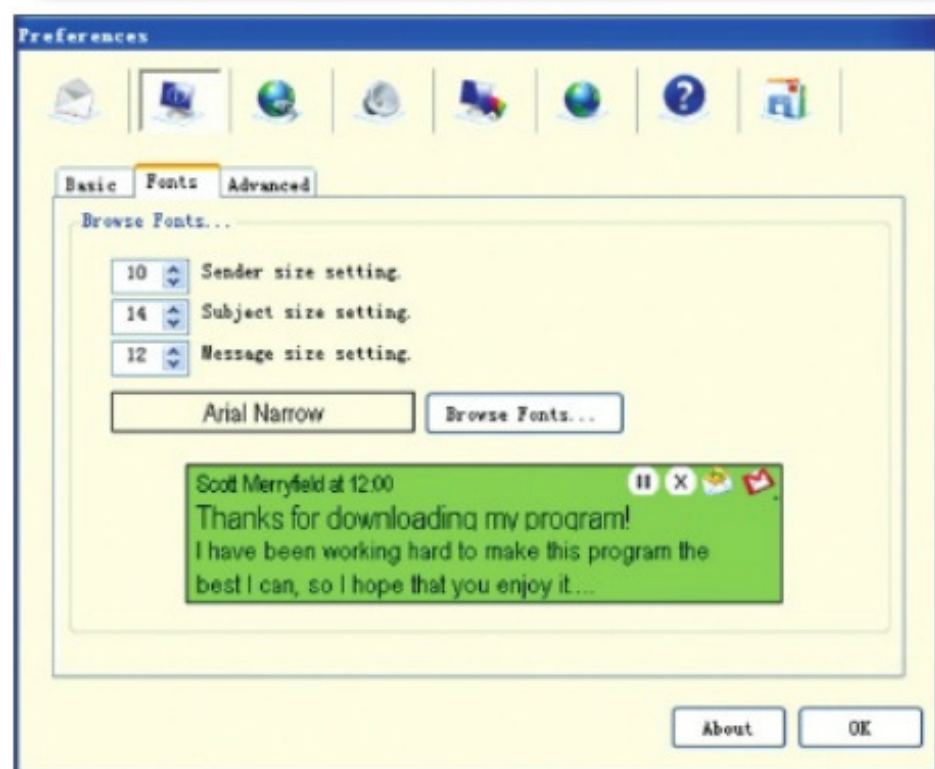 Preferences
Basic Fonts Advanced
Browse Fonts...
10 Sender size setting.
14 Subject size setting.
12 Message size setting.
Arial Narrow Browse Fonts...
Scott Merryfield at 12:00
Thanks for downloading my program!
I have been working hard to make this program the
best I can, so I hope that you enjoy it....
About OK